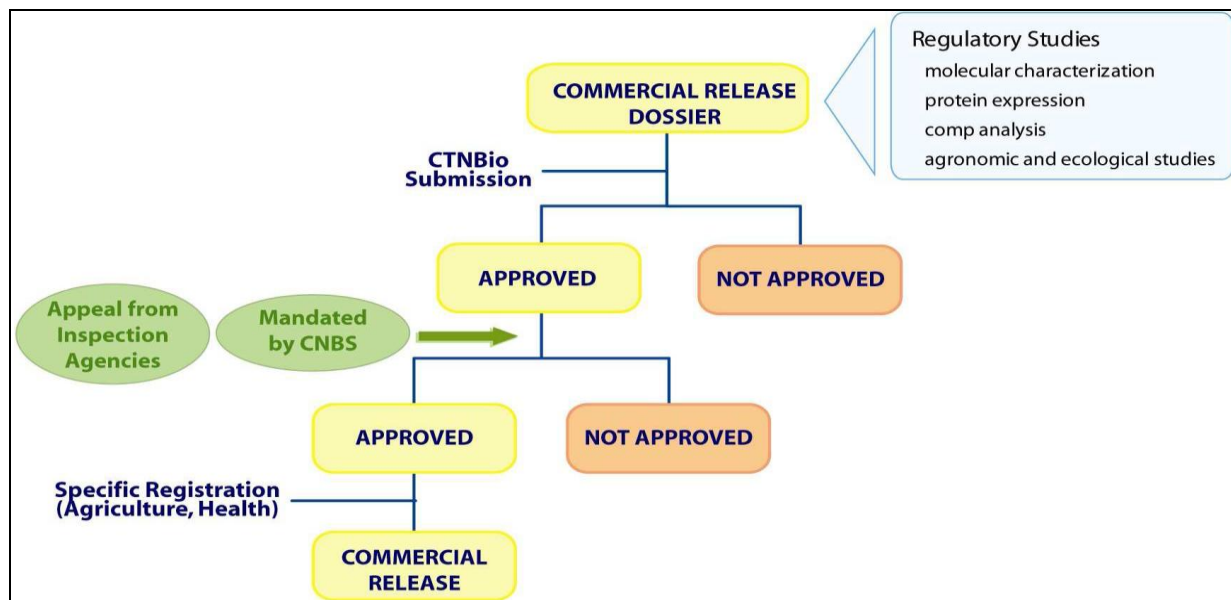 Regulatory Studies
molecular characterization
protein expression
comp analysis
agronomic and ecological studies
COMMERCIAL RELEASE
DOSSIER
CTNBio
Submission
APPROVED
NOT APPROVED
Appeal from
Inspection
Agencies
Mandated
by CNBS
APPROVED
NOT APPROVED
Specific Registration
(Agriculture, Health)
COMMERCIAL
RELEASE